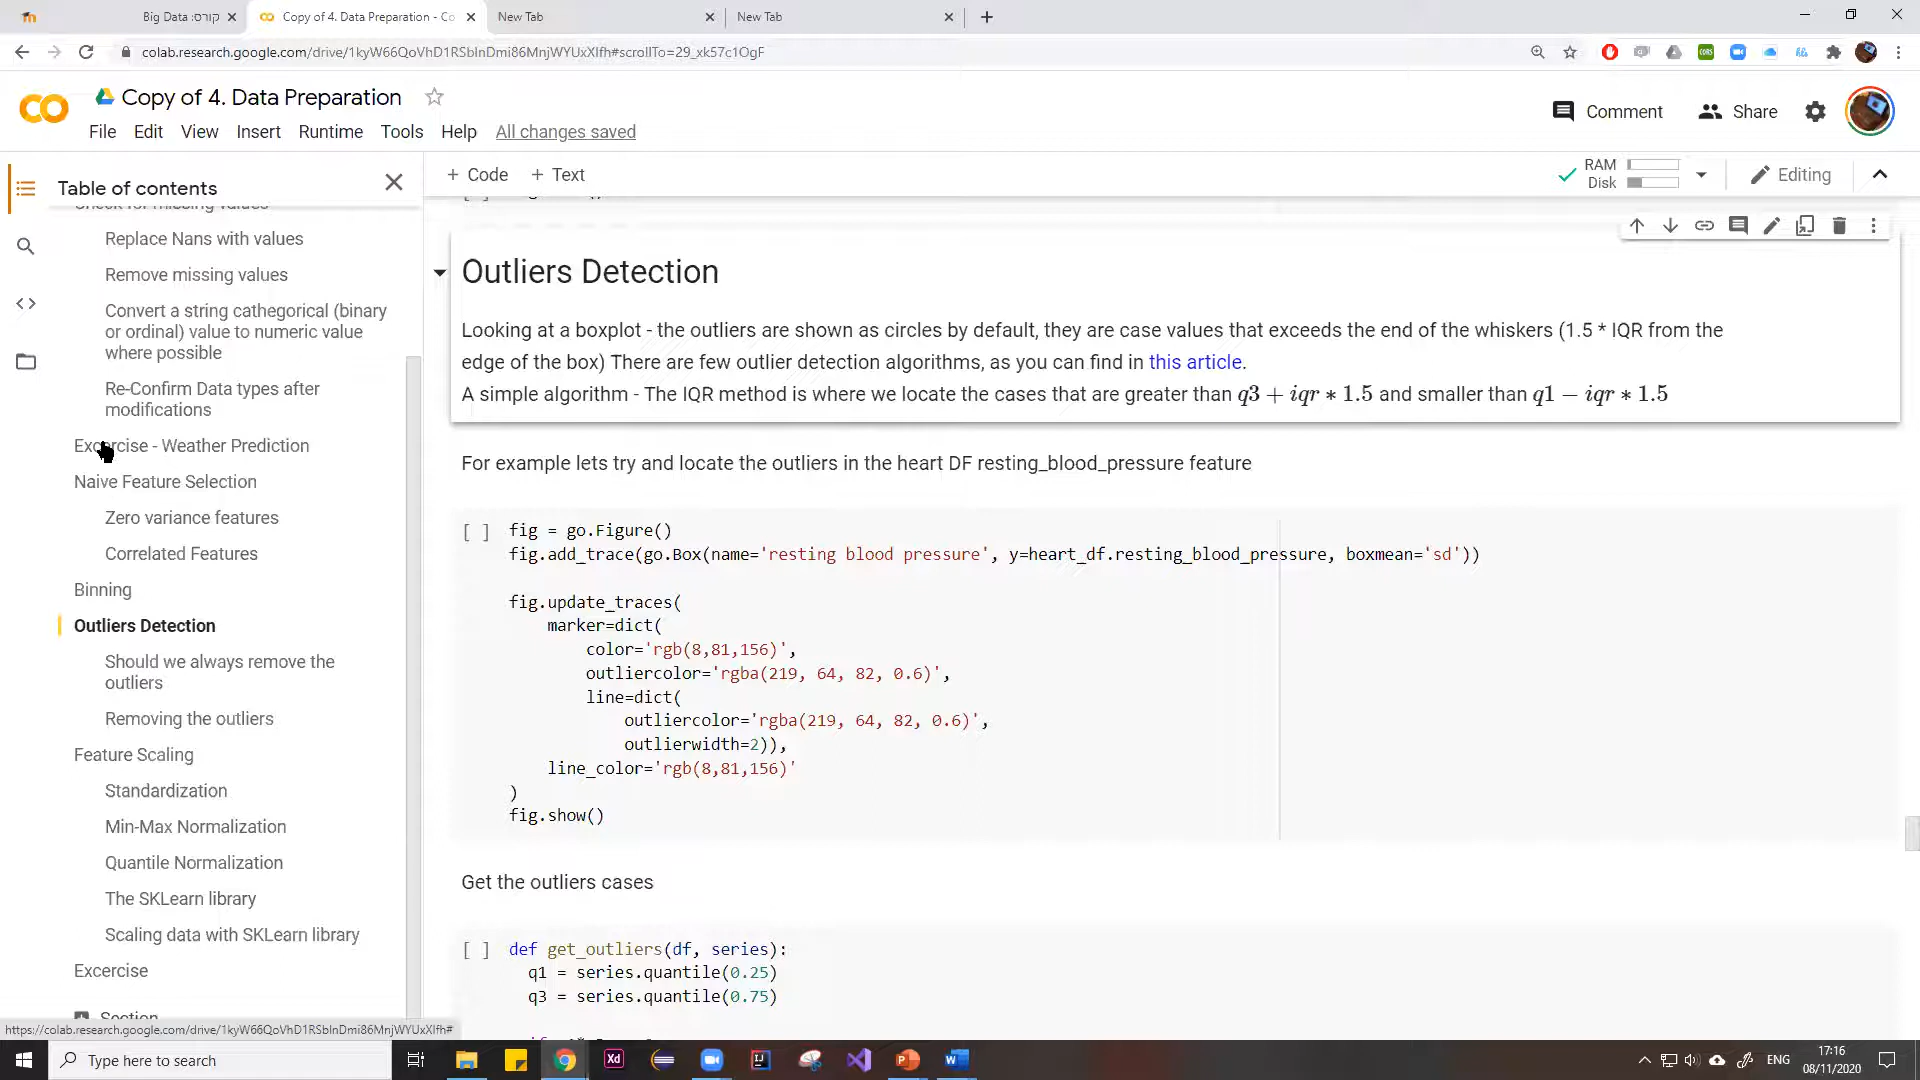 Big Data :קורס
Copy of 4. Data Preparation - Co
New Tab
New Tab
colab.research.google.com/drive/1kyW66QoVhD1RSbInDmi86MnjWYUxXlfh#scrollTo=29_xk57c1OgF
Copy of 4. Data Preparation
Comment
Share
File Edit View Insert Runtime Tools Help All changes saved
Table of contents
+ Code + Text
RAM
Disk
Editing
Check for missing values
Replace Nans with values
Remove missing values
Convert a string cathegorical (binary
or ordinal) value to numeric value
where possible
Re-Confirm Data types after
modifications
Excercise - Weather Prediction
Naive Feature Selection
Zero variance features
Correlated Features
Binning
Outliers Detection
Should we always remove the
outliers
Removing the outliers
Feature Scaling
Standardization
Min-Max Normalization
Quantile Normalization
The SKLearn library
Scaling data with SKLearn library
Excercise
Section
https://colab.research.google.com/drive/1kyW66QoVhD1RSbInDmi86MnjWYUxXlfh#
Outliers Detection
Looking at a boxplot - the outliers are shown as circles by default, they are case values that exceeds the end of the whiskers (1.5 * IQR from the
edge of the box) There are few outlier detection algorithms, as you can find in this article.
A simple algorithm - The IQR method is where we locate the cases that are greater than q3 + iqr * 1.5 and smaller than q1 − iqr * 1.5
For example lets try and locate the outliers in the heart DF resting_blood_pressure feature
[ ] fig = go.Figure()
fig.add_trace(go.Box(name='resting blood pressure', y=heart_df.resting_blood_pressure, boxmean='sd'))
fig.update_traces(
marker=dict(
color='rgb(8,81,156)',
outliercolor='rgba(219, 64, 82, 0.6)',
line=dict(
outliercolor='rgba(219, 64, 82, 0.6)',
outlierwidth=2)),
line_color='rgb(8,81,156)'
)
fig.show()
Get the outliers cases
[ ] def get_outliers(df, series):
q1 = series.quantile(0.25)
q3 = series.quantile(0.75)
Type here to search
ENG
17:16
08/11/2020